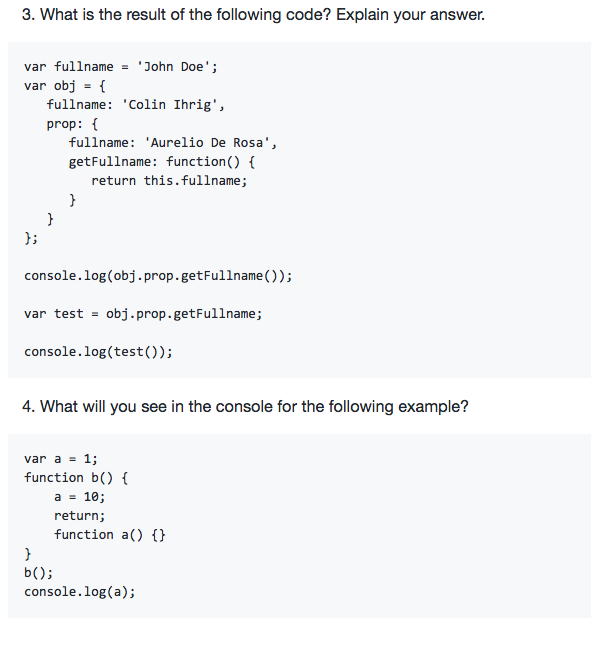 3. What is the result of the following code? Explain your answer.
var fullname = 'John Doe';
var obj = {
   fullname: 'Colin Ihrig',
   prop: {
      fullname: 'Aurelio De Rosa',
      getFullname: function() {
         return this.fullname;
      }
   }
};
console.log(obj.prop.getFullname());
var test = obj.prop.getFullname;
console.log(test());
4. What will you see in the console for the following example?
var a = 1;
function b() {
    a = 10;
    return;
    function a() {}
}
b();
console.log(a);